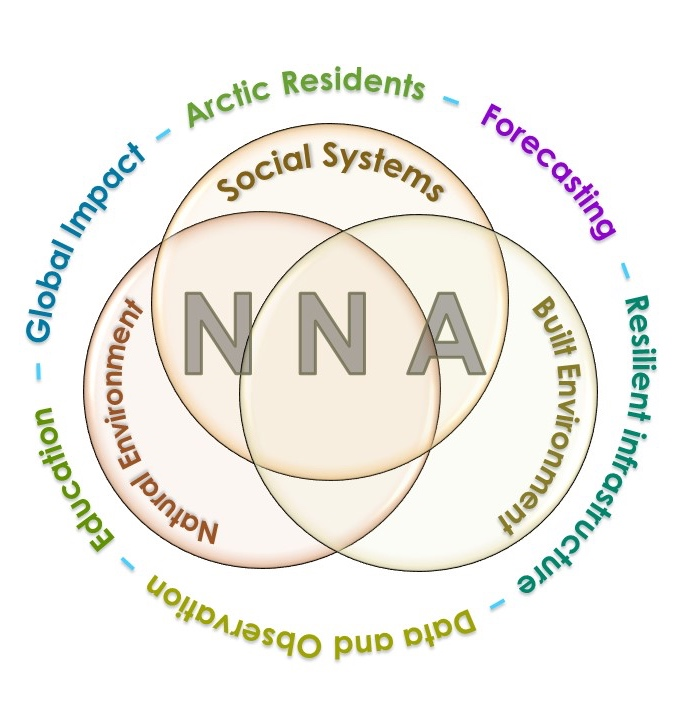 Arctic Residents – Forecasting – Resilient infrastructure – Data and Observation – Education – Global Impact –
Social Systems
Natural Environment
Built Environment
N N A